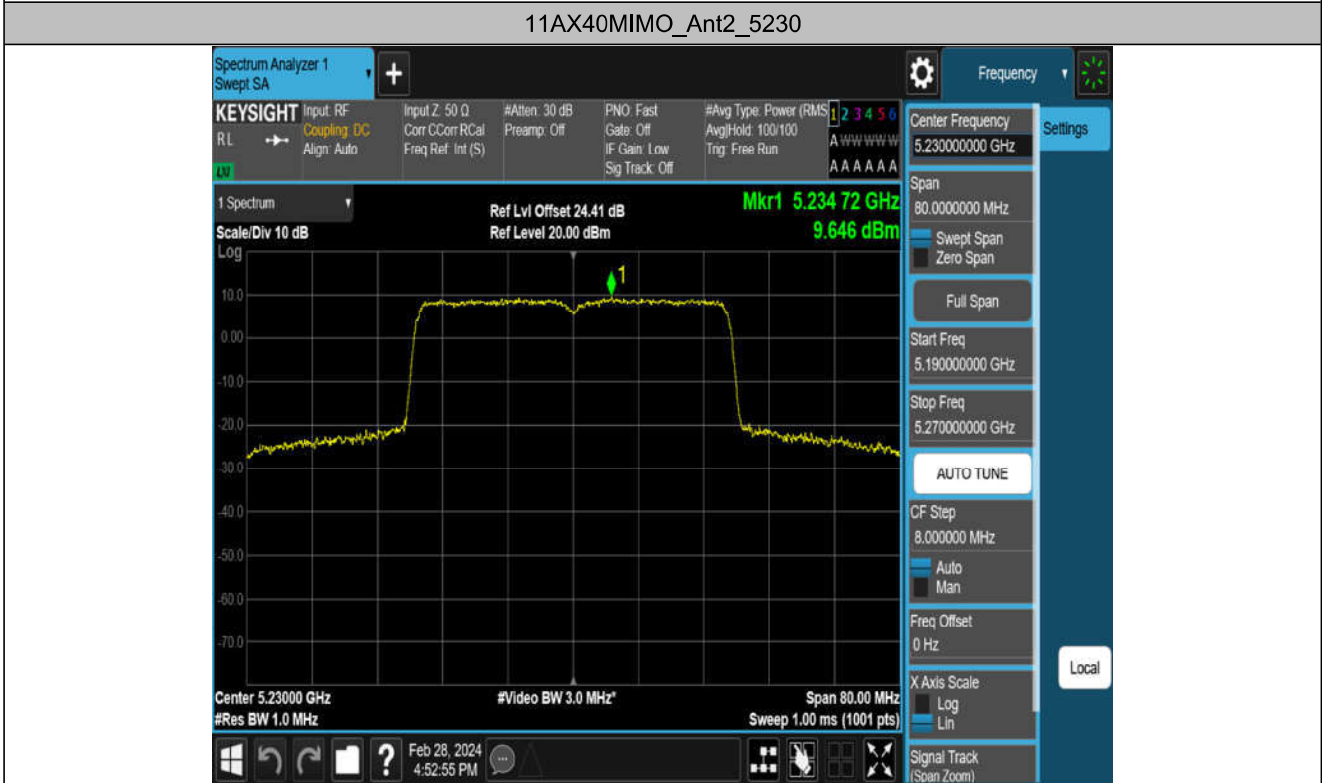 11AX40MIMO_Ant2_5230
Spectrum Analyzer 1
Swept SA
+
Frequency
KEYSIGHT
RL
LXI
Input: RF
Coupling: DC
Align: Auto
Input Z: 50 Ω
Corr CCorr RCal
Freq Ref: Int (S)
#Atten: 30 dB
Preamp: Off
PNO: Fast
Gate: Off
IF Gain: Low
Sig Track: Off
#Avg Type: Power (RMS
Avg|Hold: 100/100
Trig: Free Run
1 2 3 4 5 6
A W W W W W
A A A A A A
1 Spectrum
Scale/Div 10 dB
Log
Ref Lvl Offset 24.41 dB
Ref Level 20.00 dBm
Mkr1 5.234 72 GHz
9.646 dBm
1
10.0
0.00
-10.0
-20.0
-30.0
-40.0
-50.0
-60.0
-70.0
Center 5.23000 GHz
#Res BW 1.0 MHz
#Video BW 3.0 MHz*
Span 80.00 MHz
Sweep 1.00 ms (1001 pts)
?
Feb 28, 2024
4:52:55 PM
Center Frequency
5.230000000 GHz
Settings
Span
80.0000000 MHz
Swept Span
Zero Span
Full Span
Start Freq
5.190000000 GHz
Stop Freq
5.270000000 GHz
AUTO TUNE
CF Step
8.000000 MHz
Auto
Man
Freq Offset
0 Hz
X Axis Scale
Log
Lin
Local
Signal Track
(Span Zoom)